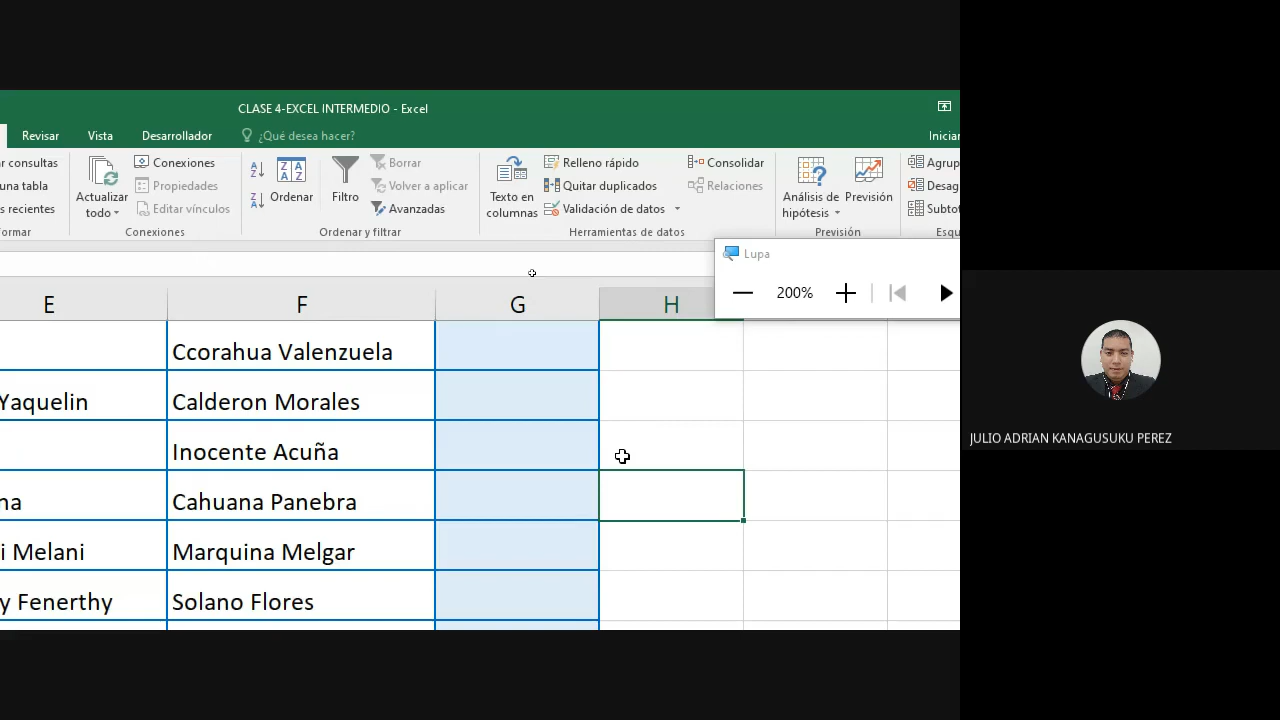 CLASE 4-EXCEL INTERMEDIO - Excel
Revisar Vista Desarrollador ¿Qué desea hacer? Iniciar
ar consultas Conexiones Borrar Relleno rápido Consolidar Agrup
una tabla Propiedades Volver a aplicar Quitar duplicados Relaciones Desag
s recientes Editar vínculos Avanzadas Validación de datos Subtot
Actualizar todo Ordenar Filtro Texto en columnas Análisis de hipótesis Previsión
ormar Conexiones Ordenar y filtrar Herramientas de datos Previsión Esqu
Lupa
200%
E F G H
Ccorahua Valenzuela
Yaquelin Calderon Morales
Inocente Acuña
na Cahuana Panebra
i Melani Marquina Melgar
y Fenerthy Solano Flores
JULIO ADRIAN KANAGUSUKU PEREZ